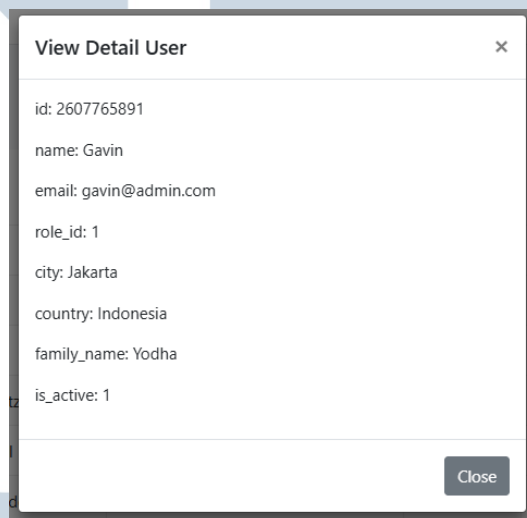 View Detail User ×
id: 2607765891
name: Gavin
email: gavin@admin.com
role_id: 1
city: Jakarta
country: Indonesia
family_name: Yodha
is_active: 1
Close